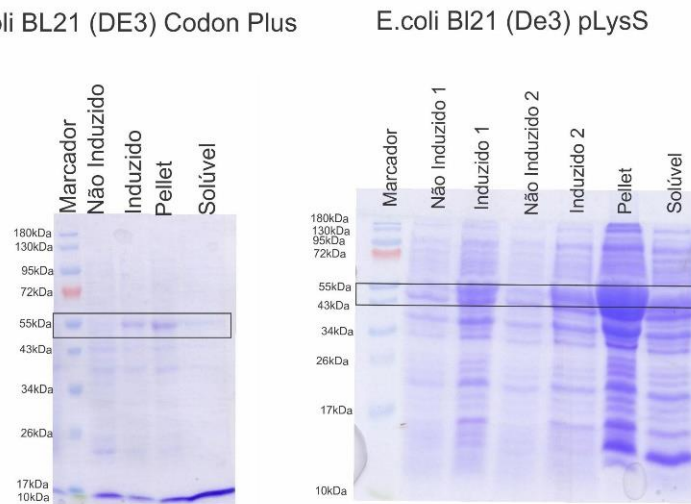 oli BL21 (DE3) Codon Plus
Marcador
Não Induzido
Induzido
Pellet
Solúvel
180kDa
130kDa
95kDa
72kDa
55kDa
43kDa
34kDa
26kDa
17kDa
10kDa
E.coli Bl21 (De3) pLysS
Marcador
Não Induzido 1
Induzido 1
Não Induzido 2
Induzido 2
Pellet
Solúvel
180kDa
130kDa
95kDa
72kDa
55kDa
43kDa
34kDa
26kDa
17kDa
10kDa